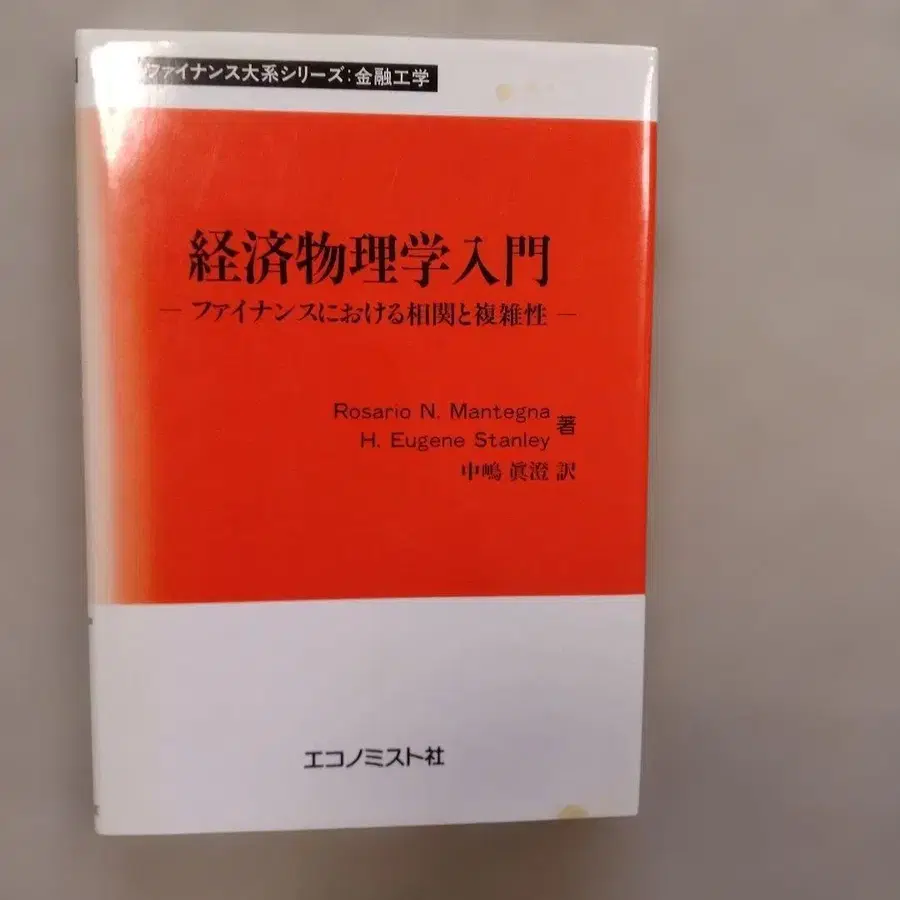 ファイナンス大系シリーズ:金融工学
経済物理学入門
― ファイナンスにおける相関と複雑性 ―
Rosario N. Mantegna
H. Eugene Stanley 著
中嶋 眞澄 訳
エコノミスト社